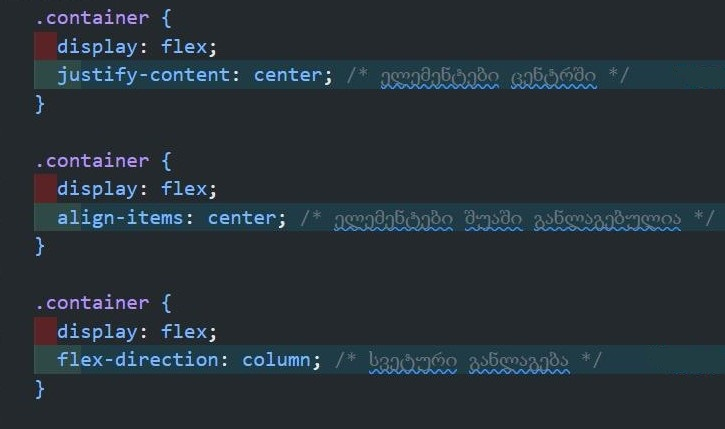 .container {
display: flex;
justify-content: center; /* ელემენტები ცენტრში */
}
.container {
display: flex;
align-items: center; /* ელემენტები შუაში განლაგებულია */
}
.container {
display: flex;
flex-direction: column; /* სვეტური განლაგება */
}